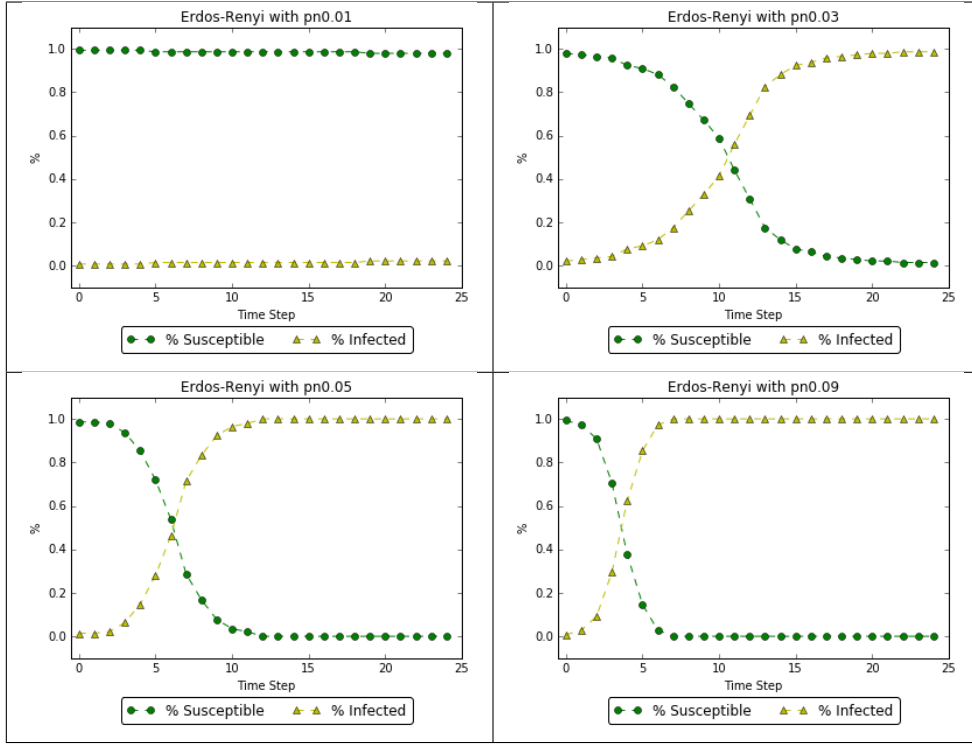 Erdos-Renyi with pn0.01
1.0
0.8
0.6
0.4
0.2
0.0
%
0 5 10 15 20 25
Time Step
% Susceptible % Infected
Erdos-Renyi with pn0.03
1.0
0.8
0.6
0.4
0.2
0.0
%
0 5 10 15 20 25
Time Step
% Susceptible % Infected
Erdos-Renyi with pn0.05
1.0
0.8
0.6
0.4
0.2
0.0
%
0 5 10 15 20 25
Time Step
% Susceptible % Infected
Erdos-Renyi with pn0.09
1.0
0.8
0.6
0.4
0.2
0.0
%
0 5 10 15 20 25
Time Step
% Susceptible % Infected